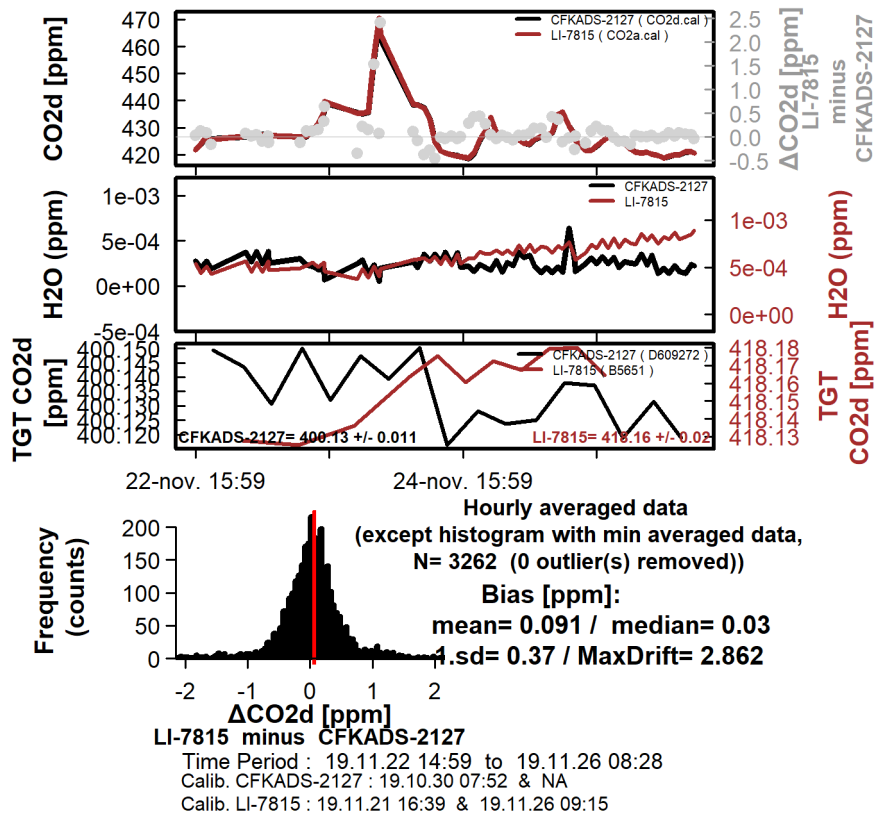 470
460
450
440
430
420
CO2d [ppm]
CFKADS-2127 ( CO2d.cal )
LI-7815 ( CO2a.cal )
2.5
2.0
1.5
1.0
0.5
0.0
-0.5
ΔCO2d [ppm]
LI-7815
minus
CFKADS-2127
1e-03
5e-04
0e+00
-5e-04
H2O (ppm)
CFKADS-2127
LI-7815
1e-03
5e-04
0e+00
H2O (ppm)
TGT CO2d
[ppm]
400.150
400.145
400.140
400.135
400.130
400.125
400.120
CFKADS-2127 ( D609272 )
LI-7815 ( B5651 )
CFKADS-2127= 400.13 +/- 0.011
LI-7815= 418.16 +/- 0.02
418.18
418.17
418.16
418.15
418.14
418.13
TGT
CO2d [ppm]
22-nov. 15:59
24-nov. 15:59
Hourly averaged data
(except histogram with min averaged data,
N= 3262 (0 outlier(s) removed))
Bias [ppm]:
mean= 0.091 / median= 0.03
1.sd= 0.37 / MaxDrift= 2.862
Frequency
(counts)
200
150
100
50
0
-2 -1 0 1 2
ΔCO2d [ppm]
LI-7815 minus CFKADS-2127
Time Period : 19.11.22 14:59 to 19.11.26 08:28
Calib. CFKADS-2127 : 19.10.30 07:52 & NA
Calib. LI-7815 : 19.11.21 16:39 & 19.11.26 09:15